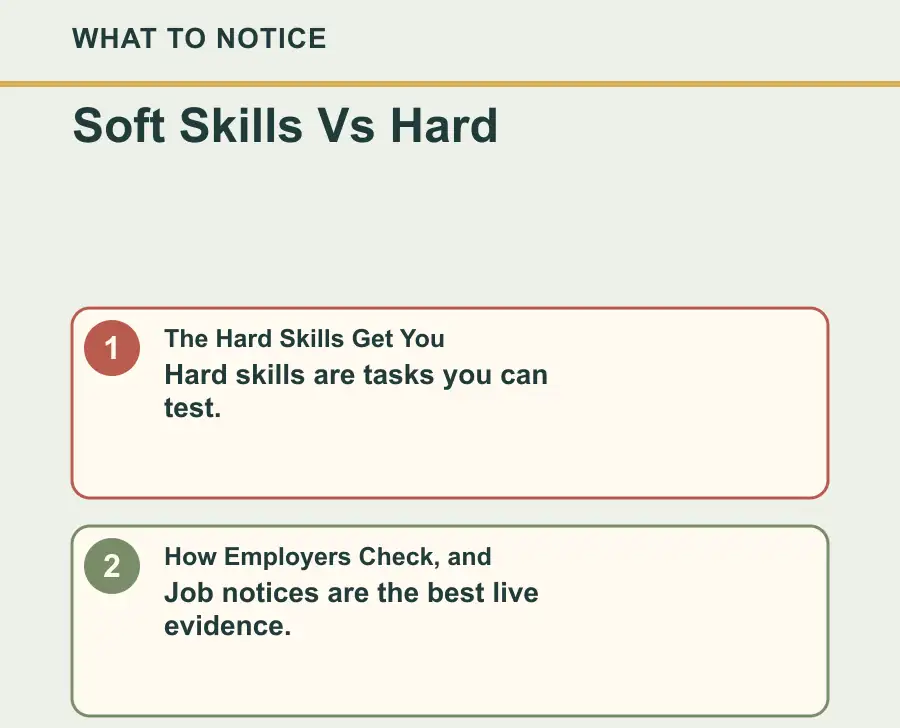 WHAT TO NOTICE
Soft Skills Vs Hard
1
The Hard Skills Get You
Hard skills are tasks you can
test.
2
How Employers Check, and
Job notices are the best live
evidence.